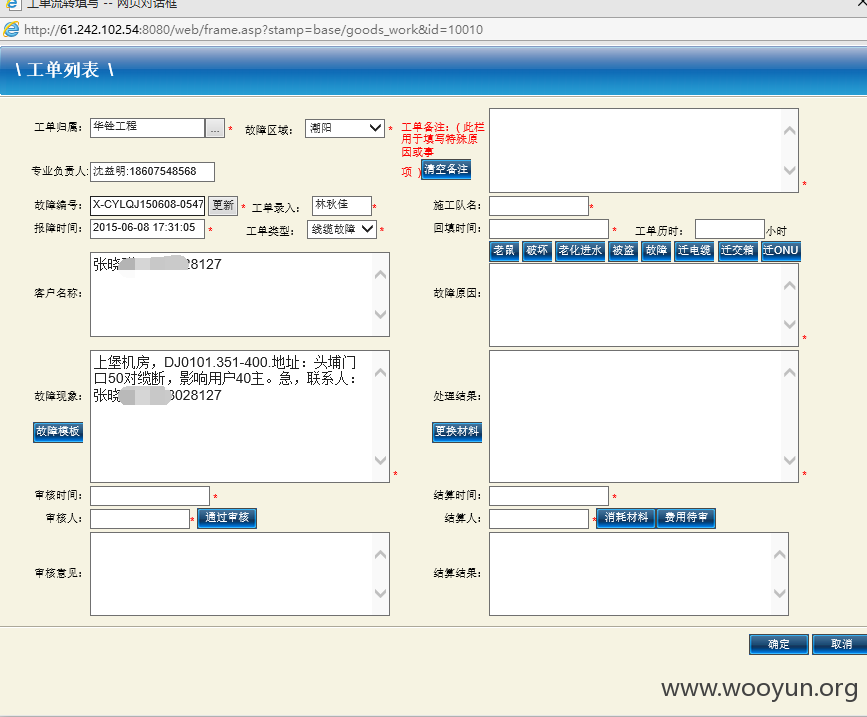 工单流转填写 -- 网页对话框
http://61.242.102.54:8080/web/frame.asp?stamp=base/goods_work&id=10010
\ 工单列表 \
工单归属: 华铨工程 ... * 故障区域: 潮阳 * 工单备注:(此栏用于填写特殊原因或事项) 清空备注 *
专业负责人: 沈益明:18607548568
故障编号: X-CYLQJ150608-0547 更新 * 工单录入: 林秋佳 * 施工队名: *
报障时间: 2015-06-08 17:31:05 * 工单类型: 线缆故障 * 回填时间: * 工单历时: 小时
老鼠 破坏 老化进水 被盗 故障 迁电缆 迁交箱 迁ONU
客户名称: 张晓 28127 故障原因: *
上堡机房，DJ0101.351-400.地址：头埔门
口50对缆断，影响用户40主。急，联系人：
故障现象: 张晓 8028127 处理结果:
故障模板 更换材料
* *
审核时间: * 结算时间: *
审核人: * 通过审核 结算人: * 消耗材料 费用待审
审核意见: 结算结果:
确定 取消
www.wooyun.org